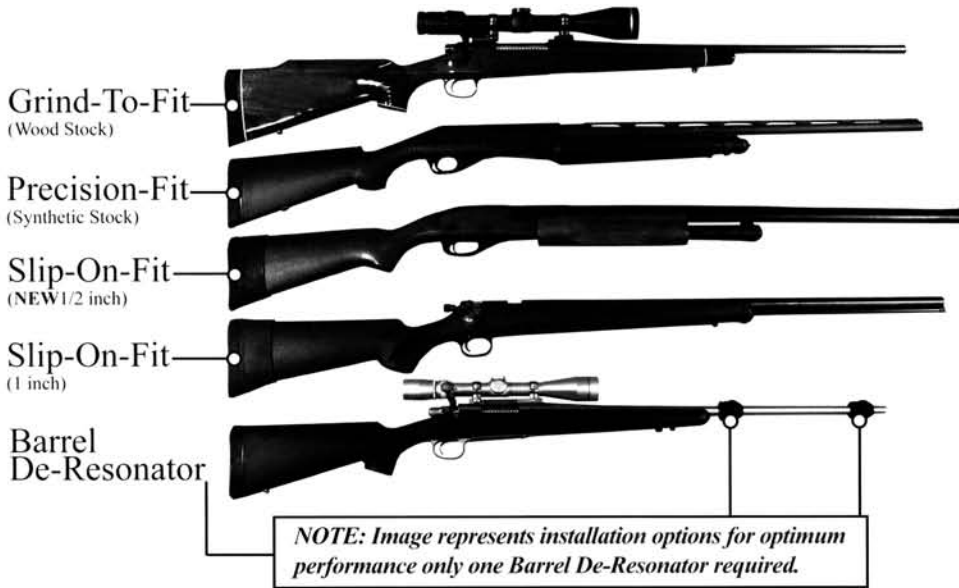 Grind-To-Fit
(Wood Stock)
Precision-Fit
(Synthetic Stock)
Slip-On-Fit
(NEW1/2 inch)
Slip-On-Fit
(1 inch)
Barrel
De-Resonator
NOTE: Image represents installation options for optimum
performance only one Barrel De-Resonator required.